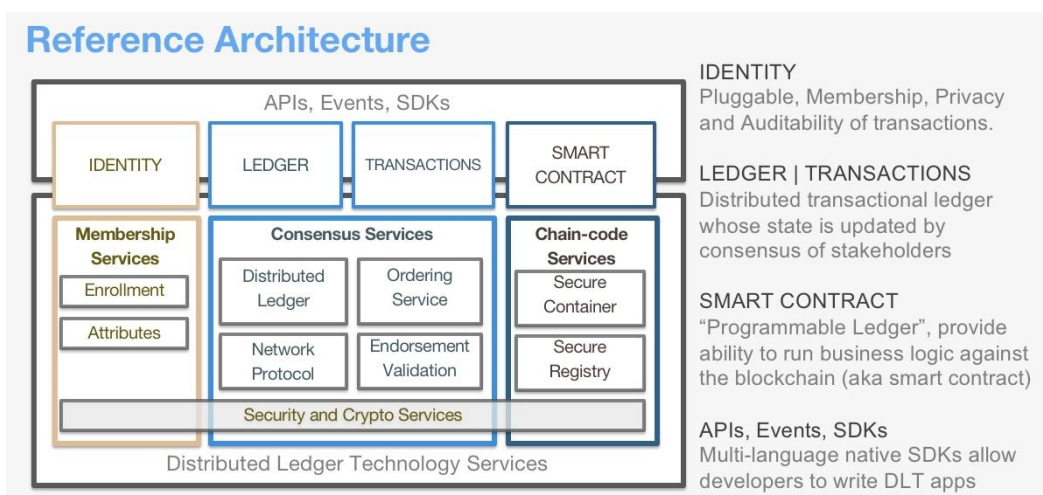 Reference Architecture
APIs, Events, SDKs
IDENTITY
LEDGER
TRANSACTIONS
SMART
CONTRACT
Membership
Services
Enrollment
Attributes
Consensus Services
Distributed
Ledger
Ordering
Service
Network
Protocol
Endorsement
Validation
Chain-code
Services
Secure
Container
Secure
Registry
Security and Crypto Services
Distributed Ledger Technology Services
IDENTITY
Pluggable, Membership, Privacy
and Auditability of transactions.
LEDGER | TRANSACTIONS
Distributed transactional ledger
whose state is updated by
consensus of stakeholders
SMART CONTRACT
“Programmable Ledger”, provide
ability to run business logic against
the blockchain (aka smart contract)
APIs, Events, SDKs
Multi-language native SDKs allow
developers to write DLT apps